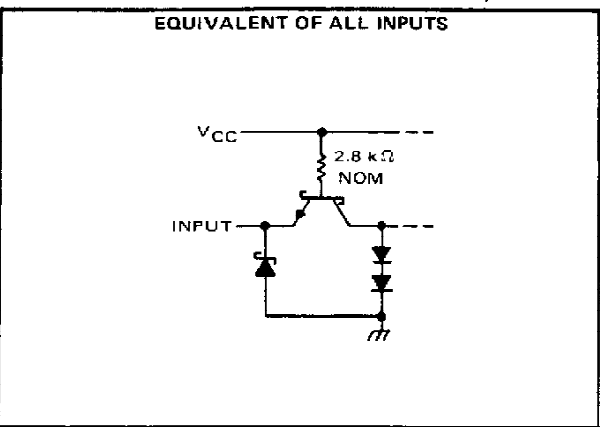 EQUIVALENT OF ALL INPUTS
VCC
2.8 kΩ
NOM
INPUT